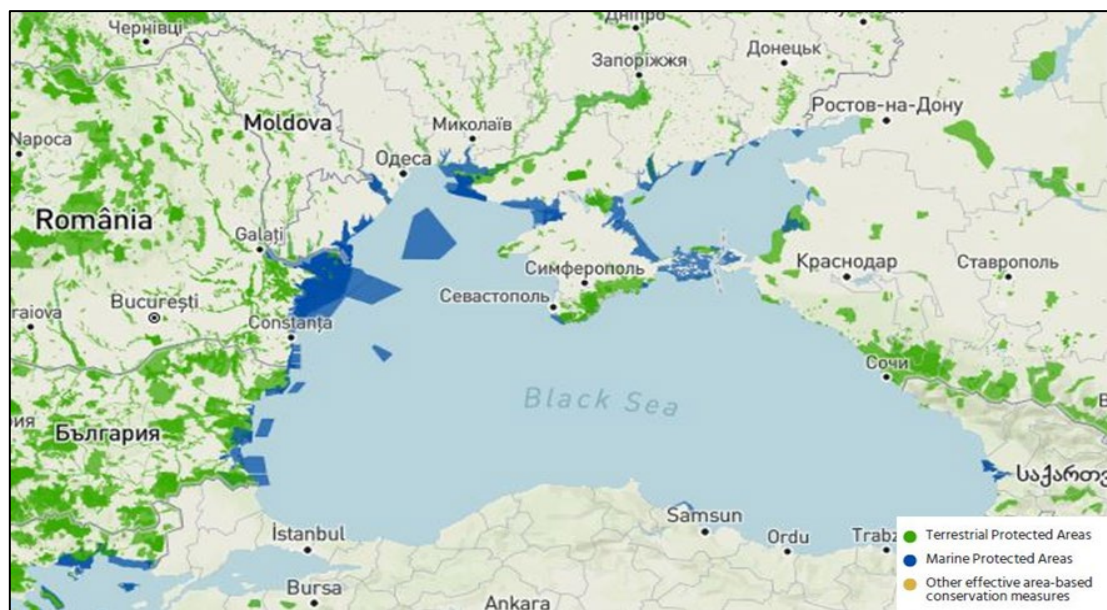 Чернівці
Дніпро
Донецьк
Запоріжжя
Ростов-на-Дону
Napoca
Moldova
Миколаїв
Одеса
România
Galați
Симферополь
Краснодар
Ставрополь
București
Севастополь
raiova
Constanța
Сочи
Black Sea
ия
България
საქართვ
İstanbul
Samsun
Ordu
Trabz
Bursa
Ankara
Terrestrial Protected Areas
Marine Protected Areas
Other effective area-based
conservation measures